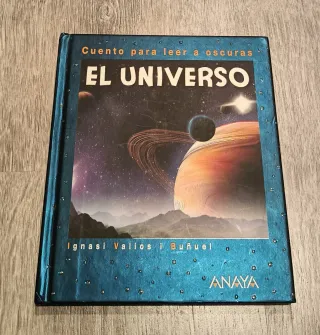 Cuento para leer a oscuras
EL UNIVERSO
Ignasi Valios i Buñuel
ANAYA